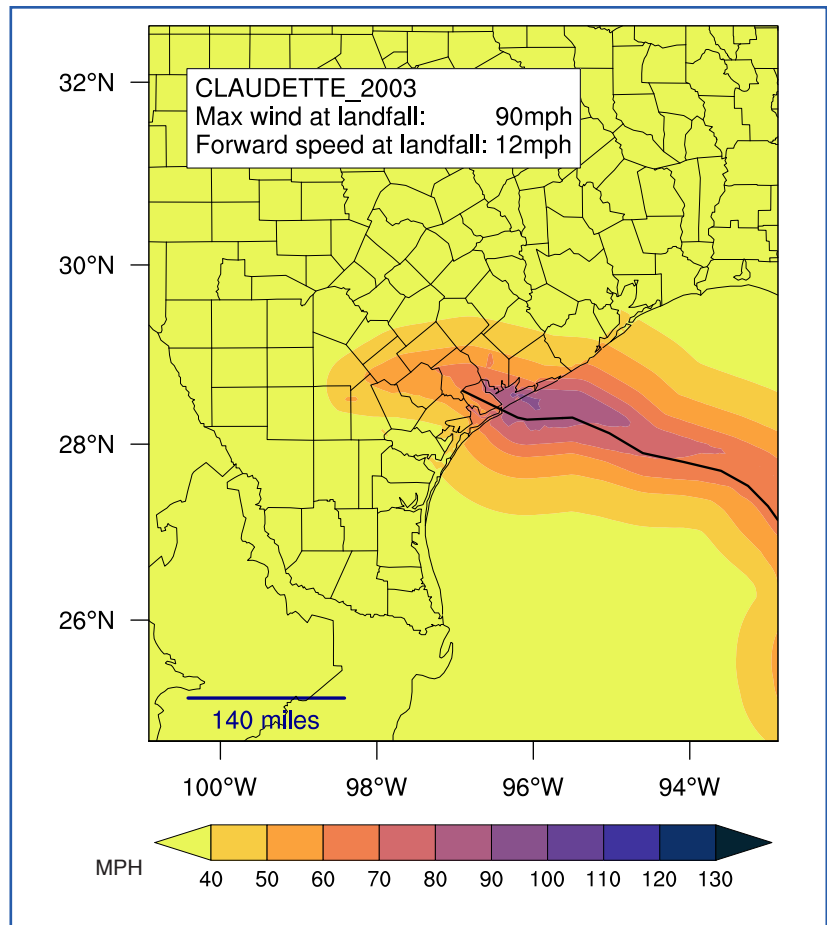 CLAUDETTE_2003
Max wind at landfall: 90mph
Forward speed at landfall: 12mph
32°N
30°N
28°N
26°N
140 miles
100°W 98°W 96°W 94°W
MPH
40 50 60 70 80 90 100 110 120 130